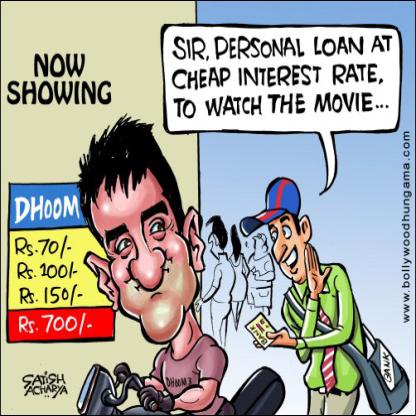 NOW
SHOWING
SIR, PERSONAL LOAN AT
CHEAP INTEREST RATE,
TO WATCH THE MOVIE...
DHOOM
Rs. 70/-
Rs. 100/-
Rs. 150/-
Rs. 700/-
DHOOM 3
BANK
SATISH
ACHARYA
www.bollywoodhungama.com